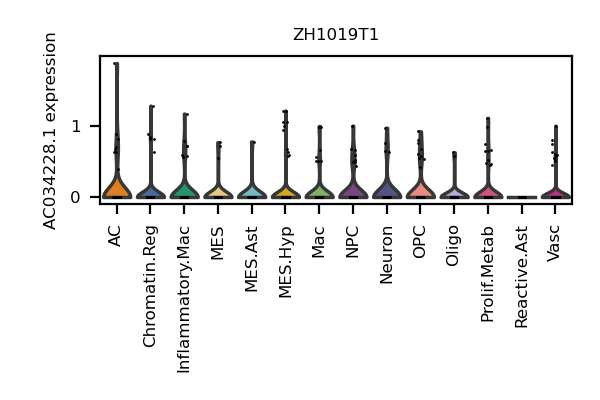 ZH1019T1
AC034228.1 expression
1
0
AC
Chromatin.Reg
Inflammatory.Mac
MES
MES.Ast
MES.Hyp
Mac
NPC
Neuron
OPC
Oligo
Prolif.Metab
Reactive.Ast
Vasc